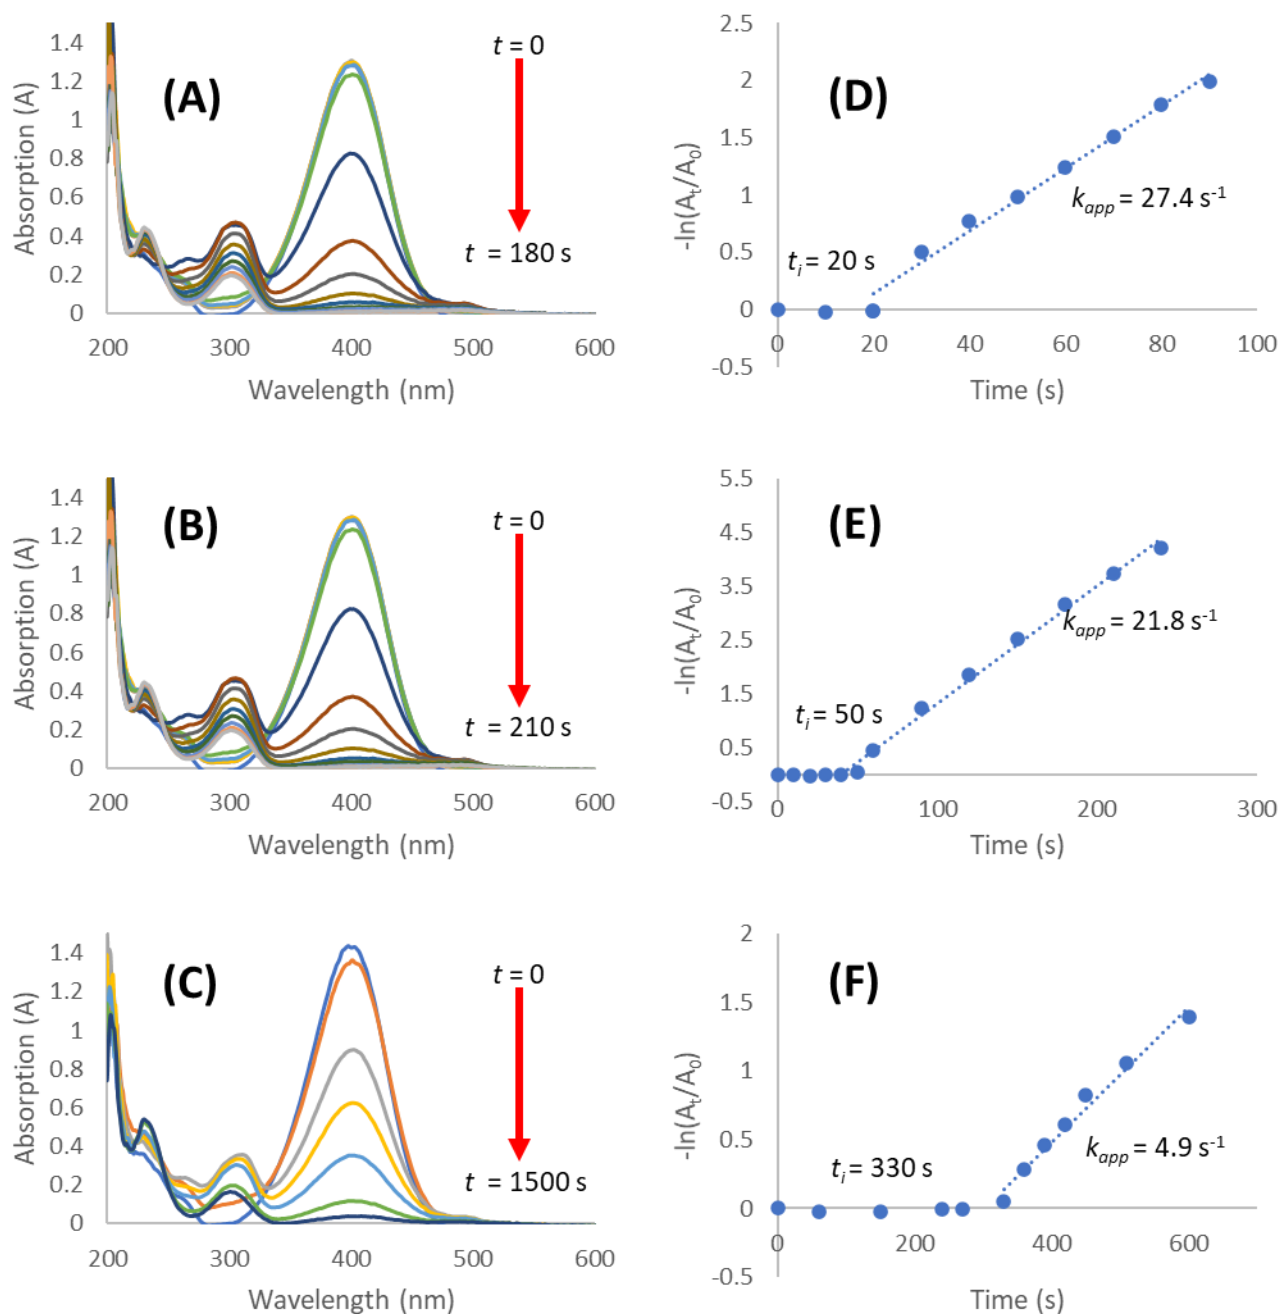 (A)
t = 0
t = 180 s
Absorption (A)
1.4
1.2
1
0.8
0.6
0.4
0.2
0
200 300 400 500 600
Wavelength (nm)
(D)
2.5
2
1.5
1
0.5
0
-0.5
-ln(At/A0)
kapp = 27.4 s-1
ti = 20 s
0 20 40 60 80 100
Time (s)
(B)
t = 0
t = 210 s
Absorption (A)
1.4
1.2
1
0.8
0.6
0.4
0.2
0
200 300 400 500 600
Wavelength (nm)
(E)
5.5
4.5
3.5
2.5
1.5
0.5
-0.5
-ln(At/A0)
kapp = 21.8 s-1
ti = 50 s
0 100 200 300
Time (s)
(C)
t = 0
t = 1500 s
Absorption (A)
1.4
1.2
1
0.8
0.6
0.4
0.2
0
200 300 400 500 600
Wavelength (nm)
(F)
2
1.5
1
0.5
0
-0.5
-ln(At/A0)
kapp = 4.9 s-1
ti = 330 s
0 200 400 600
Time (s)